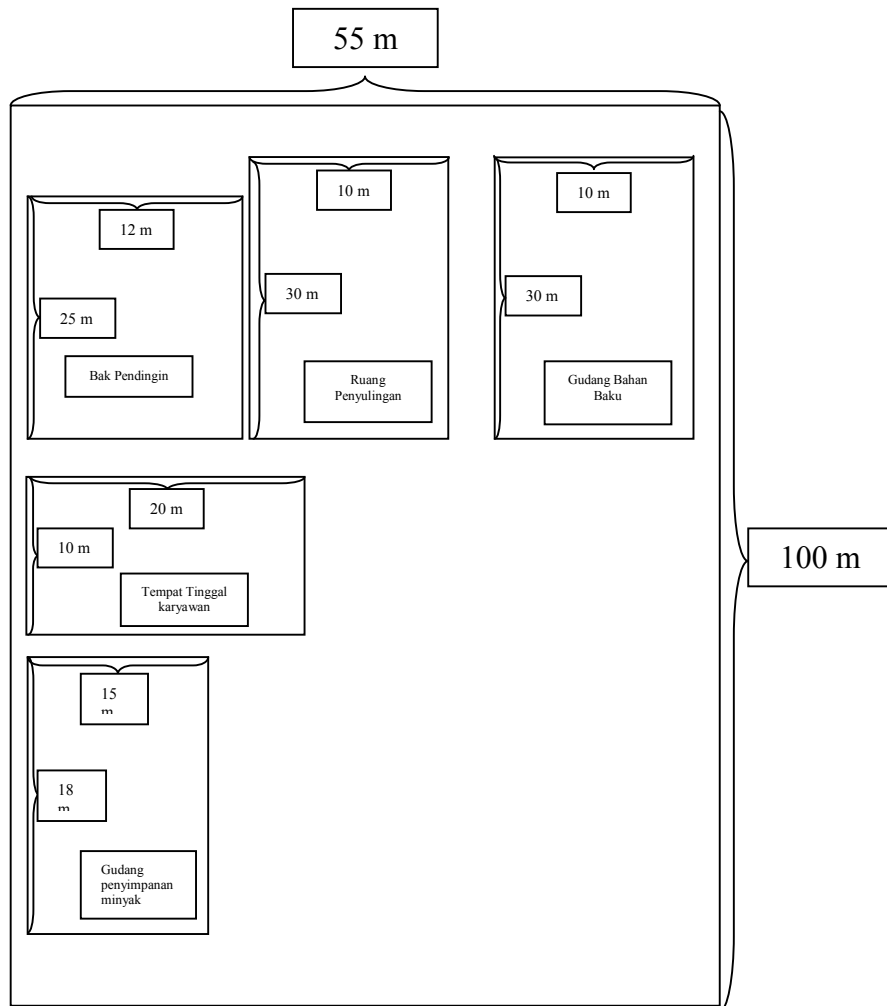 55 m
10 m
10 m
12 m
30 m
30 m
25 m
Bak Pendingin
Ruang
Penyulingan
Gudang Bahan
Baku
20 m
10 m
100 m
Tempat Tinggal
karyawan
15
m
18
m
Gudang
penyimpanan
minyak